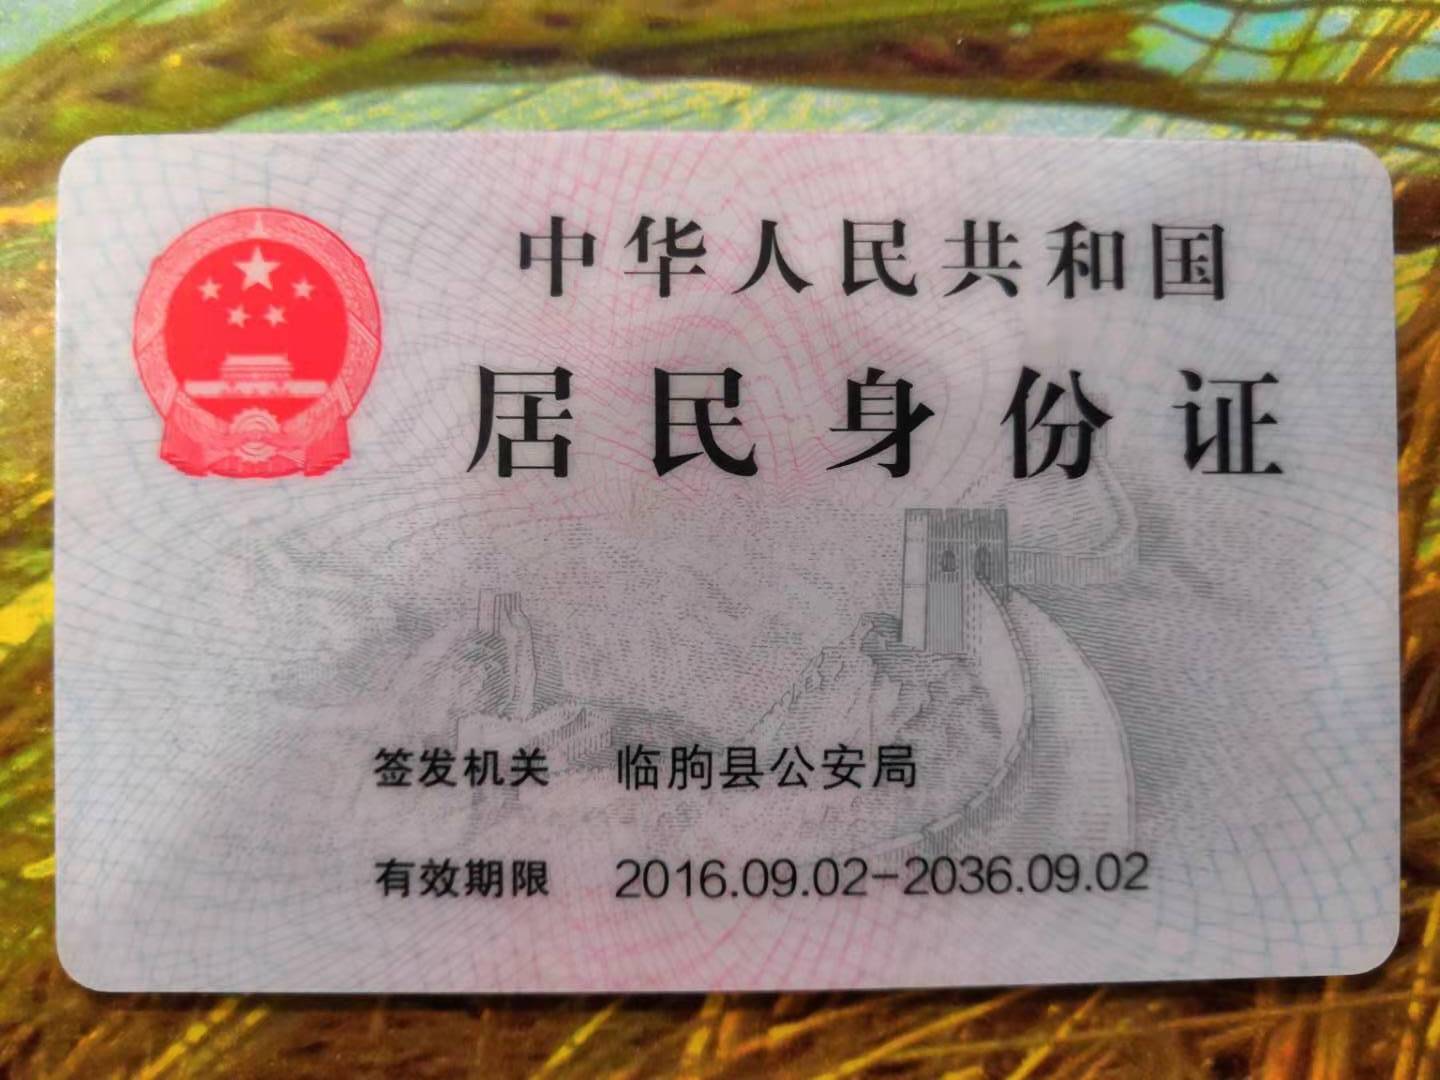 中华人民共和国
居民身份证
签发机关 临朐县公安局
有效期限 2016.09.02-2036.09.02